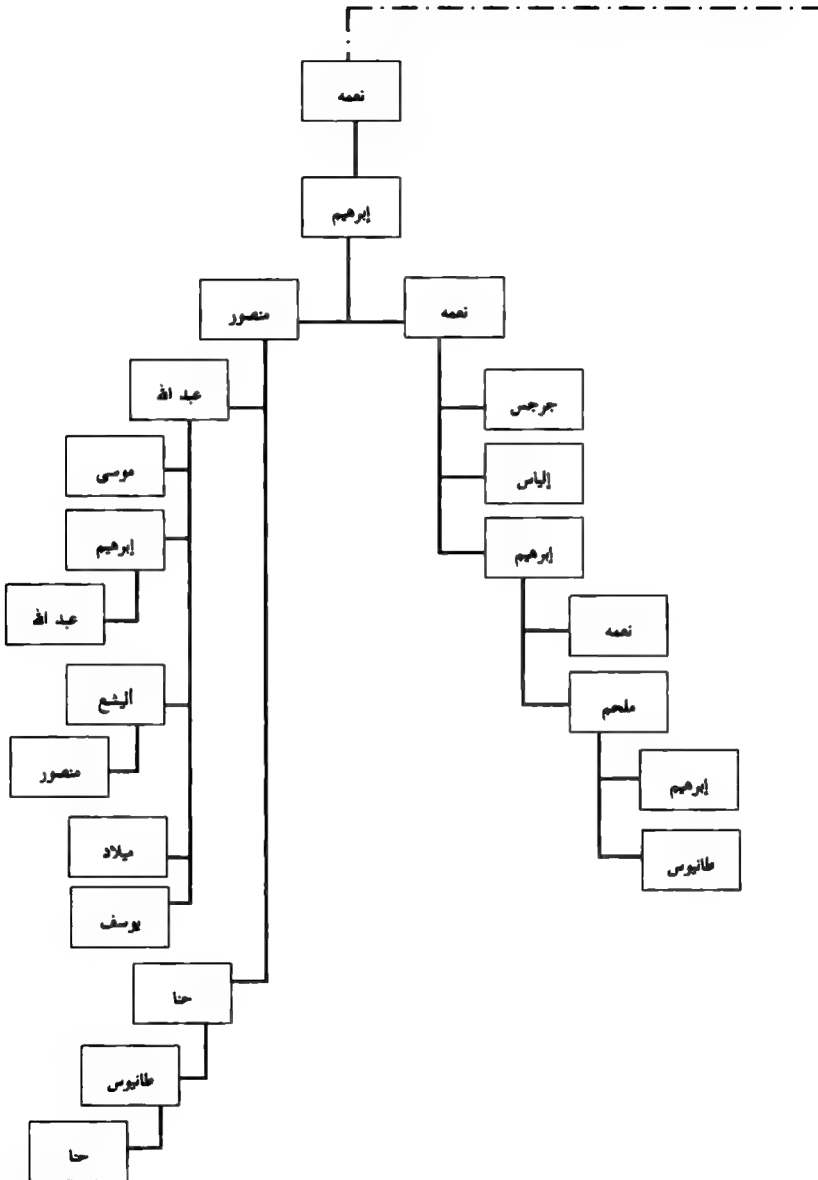 نعمه
إبرهيم
نعمه
منصور
جرجس
إلياس
إبرهيم
نعمه
ملحم
إبرهيم
طانيوس
عبد الله
موسى
إبرهيم
عبد الله
أليشع
منصور
ميلاد
يوسف
حنا
طانيوس
حنا